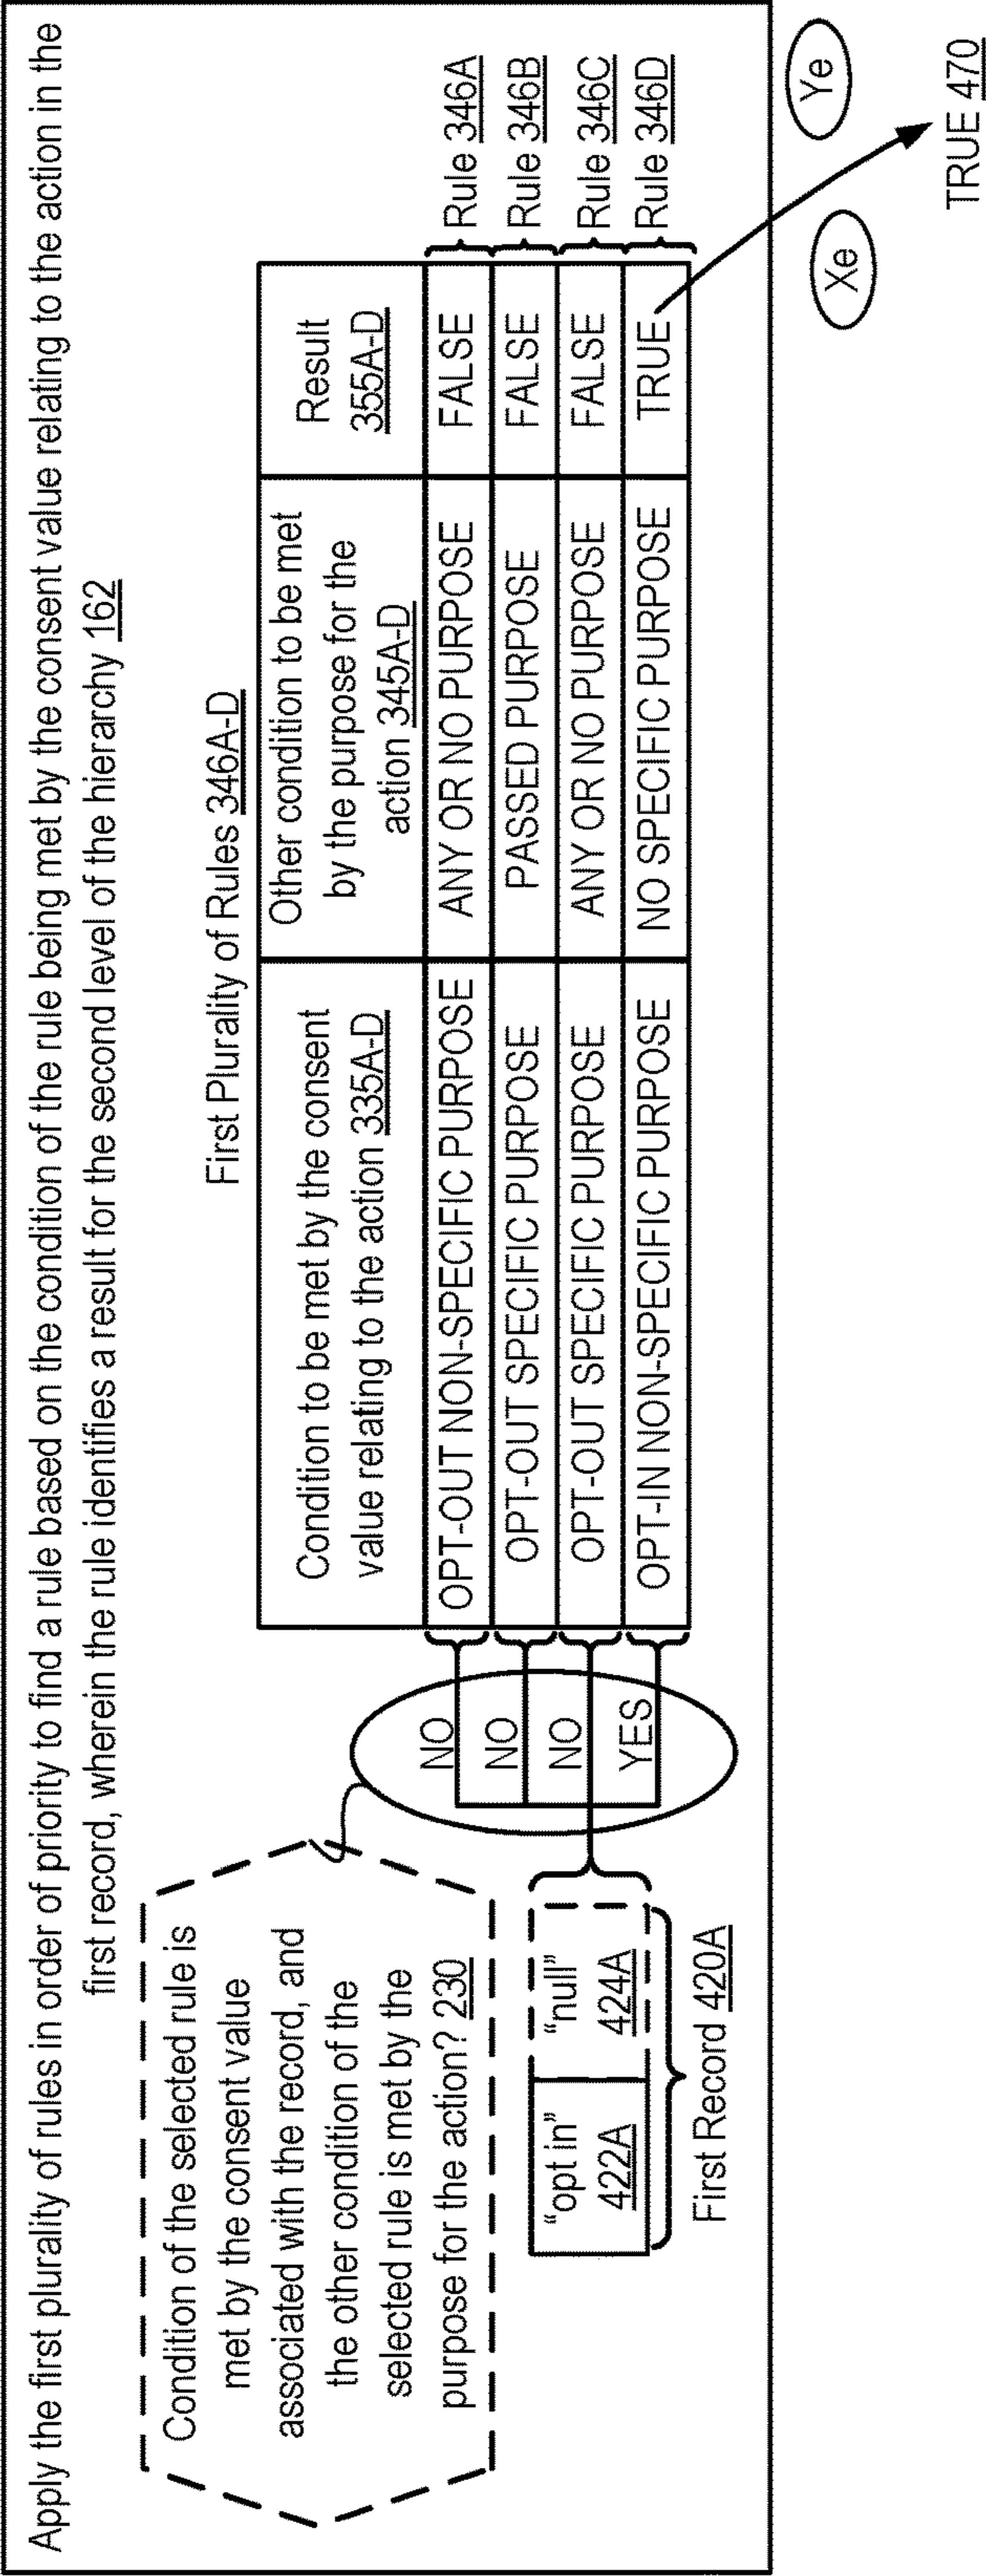 Apply the first plurality of rules in order of priority to find a rule based on the condition of the rule being met by the consent value relating to the action in the
first record, wherein the rule identifies a result for the second level of the hierarchy 162
First Plurality of Rules 346A-D
Condition of the selected rule is
met by the consent value
associated with the record, and
the other condition of the
selected rule is met by the
purpose for the action? 230
Condition to be met by the consent
value relating to the action 335A-D
Other condition to be met
by the purpose for the
action 345A-D
Result
355A-D
NO
OPT-OUT NON-SPECIFIC PURPOSE
ANY OR NO PURPOSE
FALSE
Rule 346A
NO
OPT-OUT SPECIFIC PURPOSE
PASSED PURPOSE
FALSE
Rule 346B
NO
OPT-OUT SPECIFIC PURPOSE
ANY OR NO PURPOSE
FALSE
Rule 346C
YES
OPT-IN NON-SPECIFIC PURPOSE
NO SPECIFIC PURPOSE
TRUE
Rule 346D
“opt in”
422A
“null”
424A
First Record 420A
Xe
Ye
TRUE 470